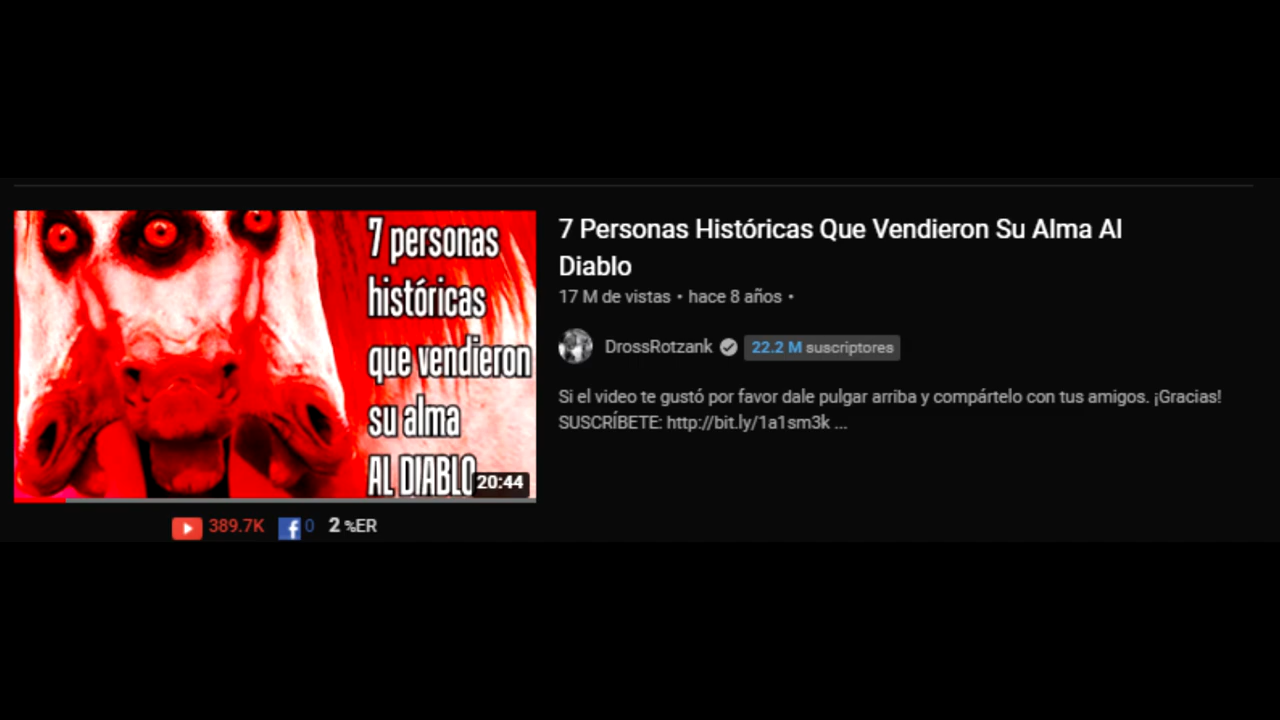 7 personas
históricas
que vendieron
su alma
AL DIABLO
20:44
389.7K 0 2 %ER
7 Personas Históricas Que Vendieron Su Alma Al
Diablo
17 M de vistas • hace 8 años •
DrossRotzank 22.2 M suscriptores
Si el video te gustó por favor dale pulgar arriba y compártelo con tus amigos. ¡Gracias!
SUSCRÍBETE: http://bit.ly/1a1sm3k ...